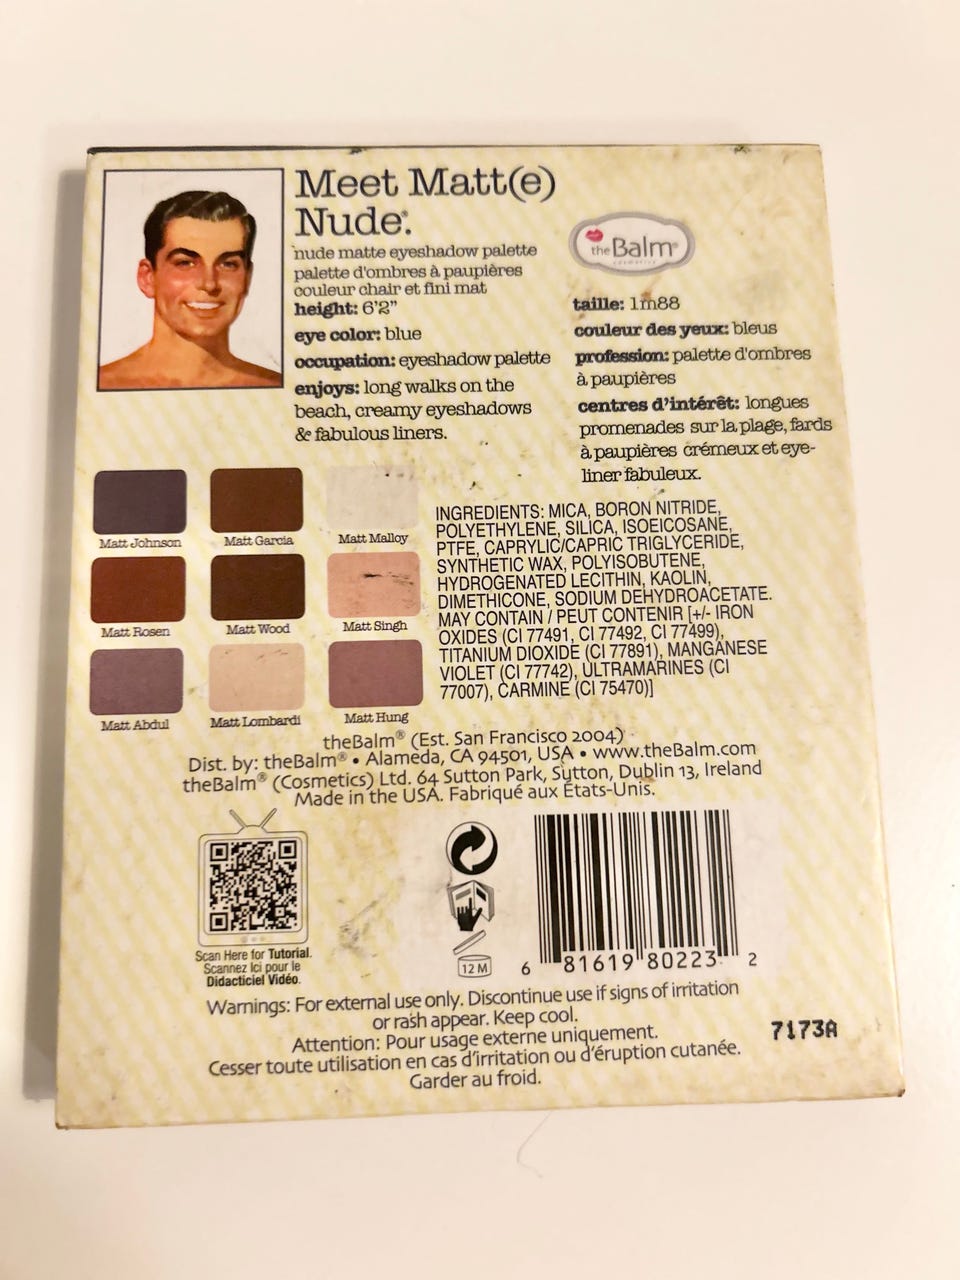 Meet Matt(e)
Nude®
nude matte eyeshadow palette
palette d'ombres à paupières
couleur chair et fini mat
height: 6'2"
eye color: blue
occupation: eyeshadow palette
enjoys: long walks on the
beach, creamy eyeshadows
& fabulous liners.
theBalm®
cosmetics
taille: 1m88
couleur des yeux: bleus
profession: palette d'ombres
à paupières
centres d'intérêt: longues
promenades sur la plage, fards
à paupières crémeux et eye-
liner fabuleux.
Matt Johnson
Matt Garcia
Matt Malloy
Matt Rosen
Matt Wood
Matt Singh
Matt Abdul
Matt Lombardi
Matt Hung
INGREDIENTS: MICA, BORON NITRIDE,
POLYETHYLENE, SILICA, ISOEICOSANE,
PTFE, CAPRYLIC/CAPRIC TRIGLYCERIDE,
SYNTHETIC WAX, POLYISOBUTENE,
HYDROGENATED LECITHIN, KAOLIN,
DIMETHICONE, SODIUM DEHYDROACETATE.
MAY CONTAIN / PEUT CONTENIR [+/- IRON
OXIDES (CI 77491, CI 77492, CI 77499),
TITANIUM DIOXIDE (CI 77891), MANGANESE
VIOLET (CI 77742), ULTRAMARINES (CI
77007), CARMINE (CI 75470)]
theBalm® (Est. San Francisco 2004)
Dist. by: theBalm® • Alameda, CA 94501, USA • www.theBalm.com
theBalm® (Cosmetics) Ltd. 64 Sutton Park, Sutton, Dublin 13, Ireland
Made in the USA. Fabriqué aux États-Unis.
Scan Here for Tutorial.
Scannez Ici pour le
Didacticiel Vidéo.
12 M
6 81619 80223 2
Warnings: For external use only. Discontinue use if signs of irritation
or rash appear. Keep cool.
Attention: Pour usage externe uniquement.
Cesser toute utilisation en cas d'irritation ou d'éruption cutanée.
Garder au froid.
7173A